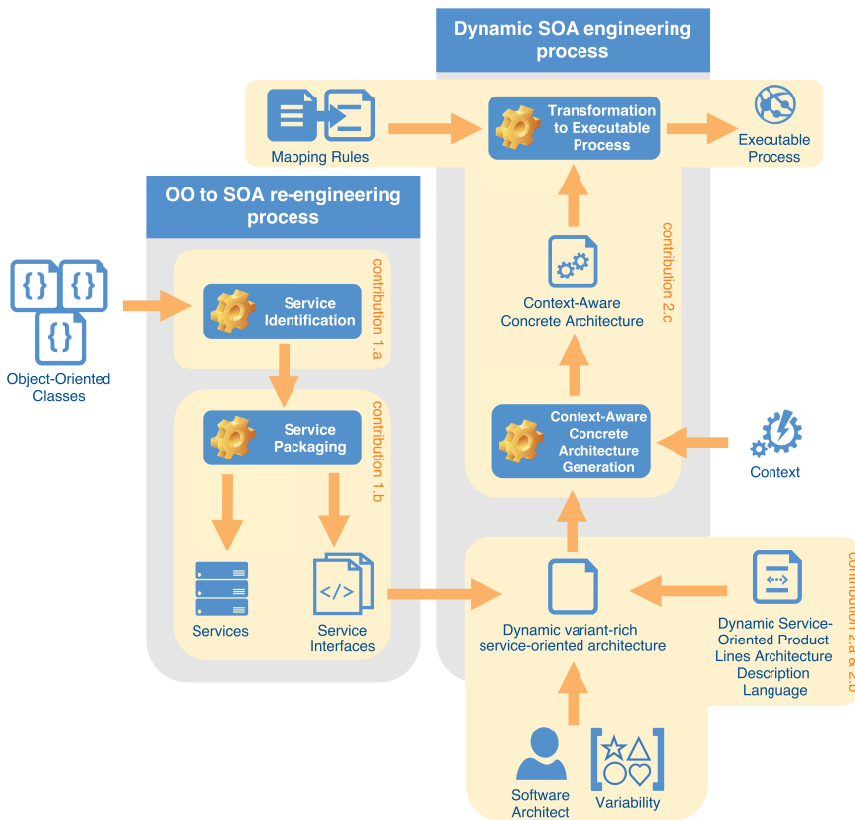 Dynamic SOA engineering
process
Mapping Rules
Transformation
to Executable
Process
Executable
Process
OO to SOA re-engineering
process
contribution 1.a
Service
Identification
Object-Oriented
Classes
contribution 2.c
Context-Aware
Concrete Architecture
contribution 1.b
Service
Packaging
Context-Aware
Concrete
Architecture
Generation
Context
</>
Services
Service
Interfaces
Dynamic variant-rich
service-oriented architecture
Dynamic Service-
Oriented Product
Lines Architecture
Description
Language
contribution 2.a & 2.b
Software
Architect
Variability